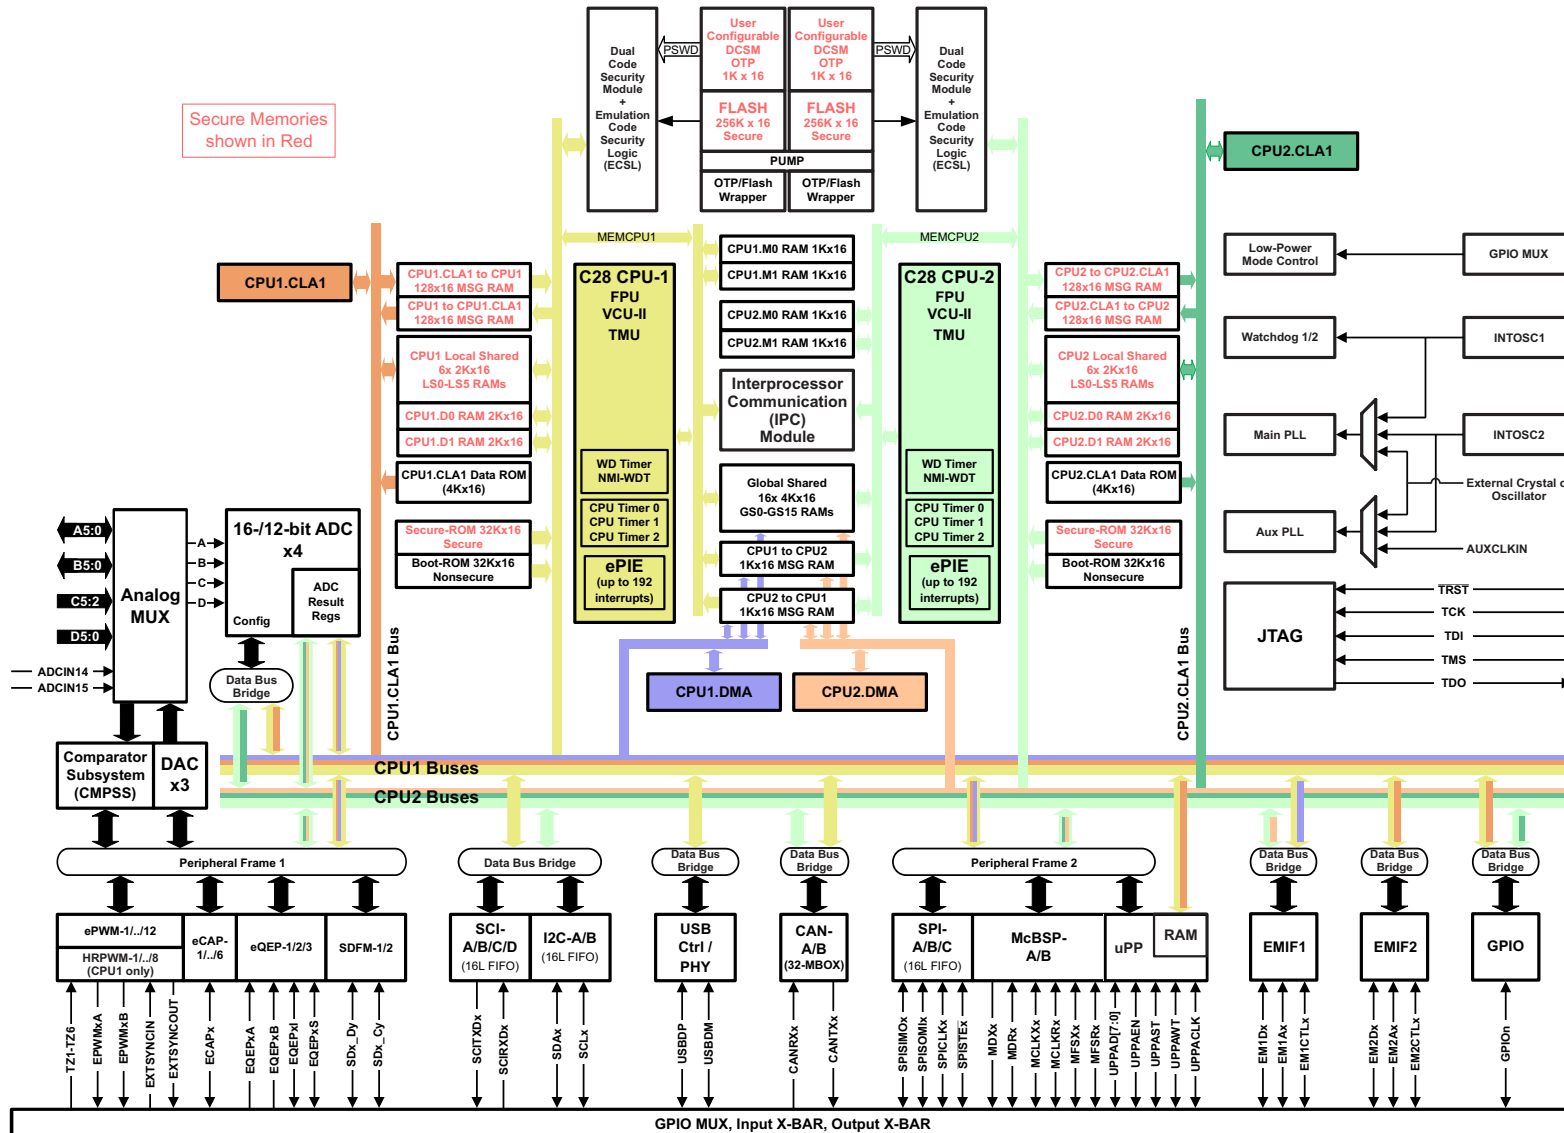 Secure Memories
shown in Red
Dual
Code
Security
Module
+
Emulation
Code
Security
Logic
(ECSL)
PSWD
User
Configurable
DCSM
OTP
1K x 16
User
Configurable
DCSM
OTP
1K x 16
PSWD
FLASH
256K x 16
Secure
FLASH
256K x 16
Secure
PUMP
OTP/Flash
Wrapper
OTP/Flash
Wrapper
Dual
Code
Security
Module
+
Emulation
Code
Security
Logic
(ECSL)
CPU2.CLA1
MEMCPU1
MEMCPU2
CPU1.CLA1
CPU1.CLA1 to CPU1
128x16 MSG RAM
CPU1 to CPU1.CLA1
128x16 MSG RAM
CPU1 Local Shared
6x 2Kx16
LS0-LS5 RAMs
CPU1.D0 RAM 2Kx16
CPU1.D1 RAM 2Kx16
CPU1.CLA1 Data ROM
(4Kx16)
Secure-ROM 32Kx16
Secure
Boot-ROM 32Kx16
Nonsecure
C28 CPU-1
FPU
VCU-II
TMU
WD Timer
NMI-WDT
CPU Timer 0
CPU Timer 1
CPU Timer 2
ePIE
(up to 192
interrupts)
CPU1.M0 RAM 1Kx16
CPU1.M1 RAM 1Kx16
CPU2.M0 RAM 1Kx16
CPU2.M1 RAM 1Kx16
Interprocessor
Communication
(IPC)
Module
Global Shared
16x 4Kx16
GS0-GS15 RAMs
CPU1 to CPU2
1Kx16 MSG RAM
CPU2 to CPU1
1Kx16 MSG RAM
CPU1.DMA
CPU2.DMA
C28 CPU-2
FPU
VCU-II
TMU
WD Timer
NMI-WDT
CPU Timer 0
CPU Timer 1
CPU Timer 2
ePIE
(up to 192
interrupts)
CPU2 to CPU2.CLA1
128x16 MSG RAM
CPU2.CLA1 to CPU2
128x16 MSG RAM
CPU2 Local Shared
6x 2Kx16
LS0-LS5 RAMs
CPU2.D0 RAM 2Kx16
CPU2.D1 RAM 2Kx16
CPU2.CLA1 Data ROM
(4Kx16)
Secure-ROM 32Kx16
Secure
Boot-ROM 32Kx16
Nonsecure
CPU1.CLA1 Bus
CPU2.CLA1 Bus
Low-Power
Mode Control
GPIO MUX
Watchdog 1/2
INTOSC1
Main PLL
INTOSC2
External Crystal o
Oscillator
Aux PLL
AUXCLKIN
JTAG
TRST
TCK
TDI
TMS
TDO
A5:0
B5:0
C5:2
D5:0
ADCIN14
ADCIN15
Analog
MUX
A
B
C
D
16-/12-bit ADC
x4
Config
ADC
Result
Regs
Data Bus
Bridge
Comparator
Subsystem
(CMPSS)
DAC
x3
CPU1 Buses
CPU2 Buses
Peripheral Frame 1
Data Bus Bridge
Data Bus
Bridge
Data Bus
Bridge
Peripheral Frame 2
Data Bus
Bridge
Data Bus
Bridge
Data Bus
Bridge
ePWM-1/../12
HRPWM-1/../8
(CPU1 only)
eCAP-
1/../6
eQEP-1/2/3
SDFM-1/2
SCI-
A/B/C/D
(16L FIFO)
I2C-A/B
(16L FIFO)
USB
Ctrl /
PHY
CAN-
A/B
(32-MBOX)
SPI-
A/B/C
(16L FIFO)
McBSP-
A/B
uPP
RAM
EMIF1
EMIF2
GPIO
TZ1-TZ6
EPWMxA
EPWMxB
EXTSYNCIN
EXTSYNCOUT
ECAPx
EQEPxA
EQEPxB
EQEPxI
EQEPxS
SDx_Dy
SDx_Cy
SCITXDx
SCIRXDx
SDAx
SCLx
USBDP
USBDM
CANRXx
CANTXx
SPISIMOx
SPISOMIx
SPICLKx
SPISTEx
MDXx
MDRx
MCLKXx
MCLKRx
MFSXx
MFSRx
UPPAD[7:0]
UPPAEN
UPPAST
UPPAWT
UPPACLK
EM1Dx
EM1Ax
EM1CTLx
EM2Dx
EM2Ax
EM2CTLx
GPIOn
GPIO MUX, Input X-BAR, Output X-BAR